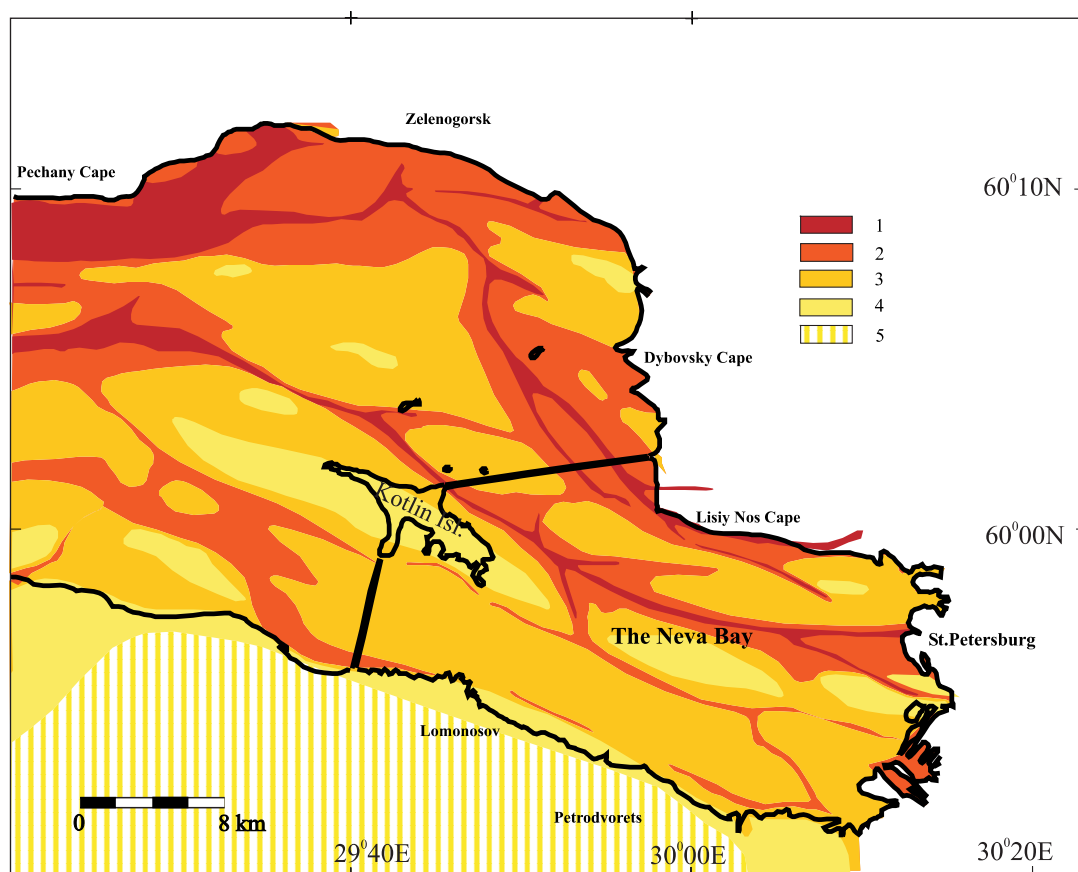 Zelenogorsk
Pechany Cape
60⁰10N
1
2
3
4
5
Dybovsky Cape
Kotlin Isl.
Lisiy Nos Cape
60⁰00N
The Neva Bay
St.Petersburg
Lomonosov
Petrodvorets
0 8 km
29⁰40E
30⁰00E
30⁰20E